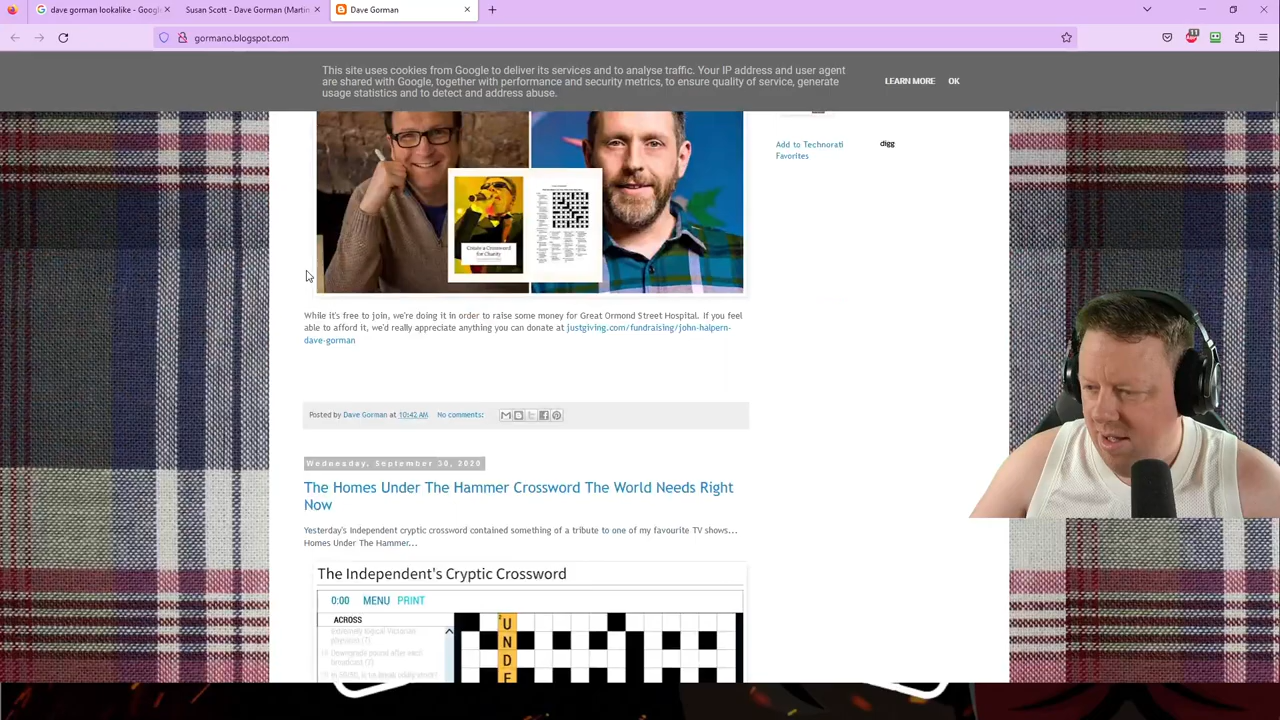 dave gorman lookalike - Google
Susan Scott - Dave Gorman (Martin
Dave Gorman
gormano.blogspot.com
11
This site uses cookies from Google to deliver its services and to analyse traffic. Your IP address and user agent
are shared with Google, together with performance and security metrics, to ensure quality of service, generate
usage statistics and to detect and address abuse.
LEARN MORE OK
Create a Crossword
for Charity
Add to Technorati
Favorites
digg
While it's free to join, we're doing it in order to raise some money for Great Ormond Street Hospital. If you feel
able to afford it, we'd really appreciate anything you can donate at justgiving.com/fundraising/john-halpern-
dave-gorman
Posted by Dave Gorman at 10:42 AM No comments:
Wednesday, September 30, 2020
The Homes Under The Hammer Crossword The World Needs Right
Now
Yesterday's Independent cryptic crossword contained something of a tribute to one of my favourite TV shows...
Homes Under The Hammer...
The Independent's Cryptic Crossword
0:00 MENU PRINT
ACROSS
U
N
D
E